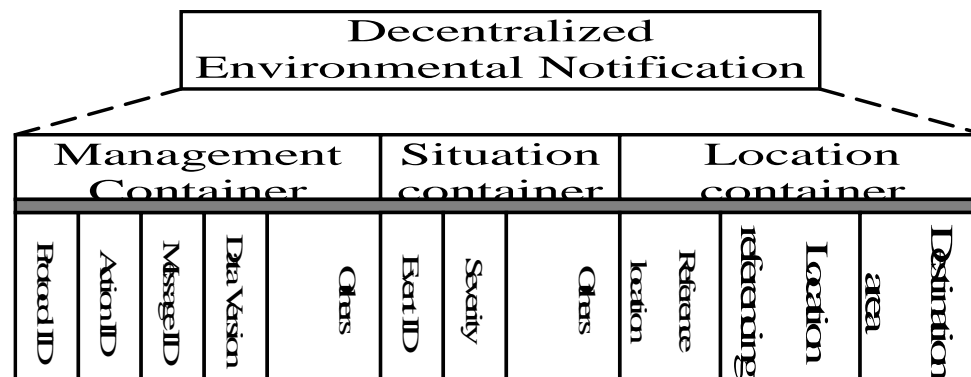 Decentralized
Environmental Notification
Management
Container
Situation
container
Location
container
Protocol ID
Action ID
Message ID
Data Version
Others
Event ID
Severity
Others
Reference
location
Location
referencing
Destination
area